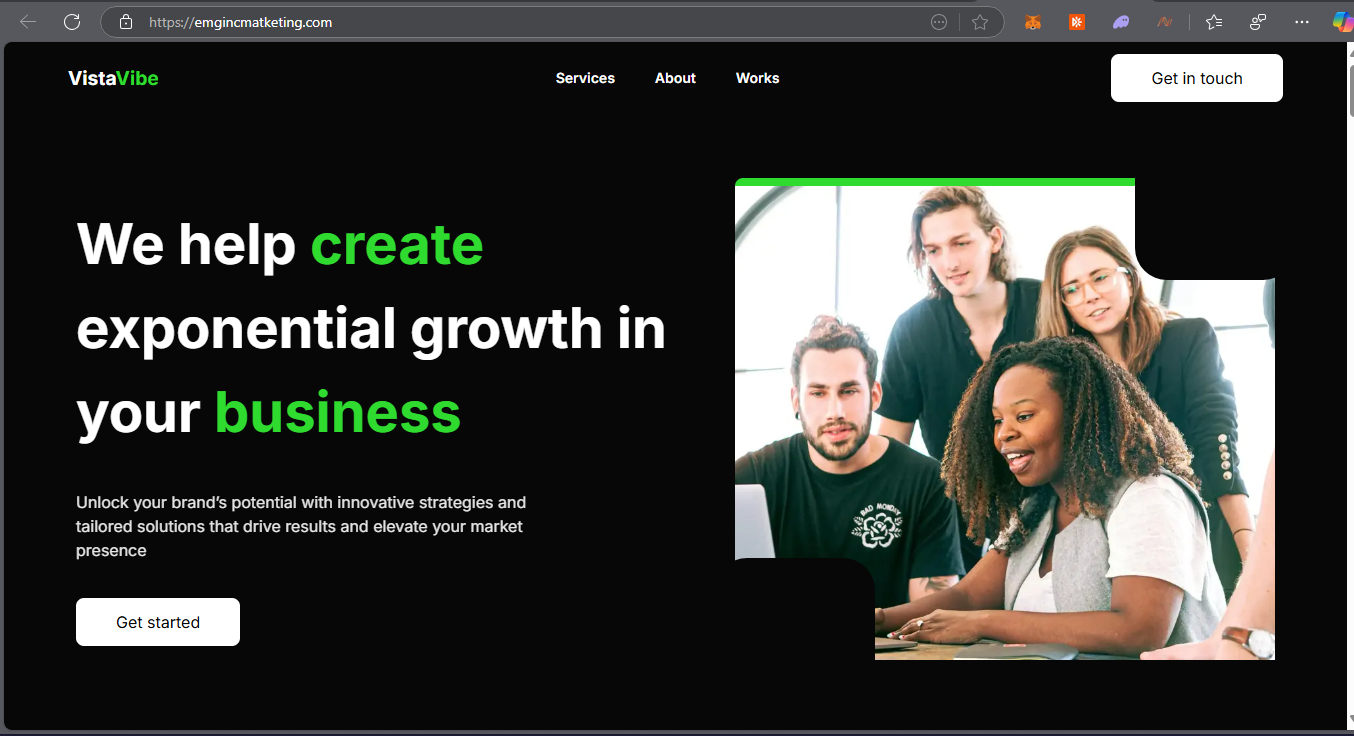 https://emgincmatketing.com
VistaVibe
Services
About
Works
Get in touch
We help create
exponential growth in
your business
Unlock your brand’s potential with innovative strategies and
tailored solutions that drive results and elevate your market
presence
Get started
BAD MONDAY